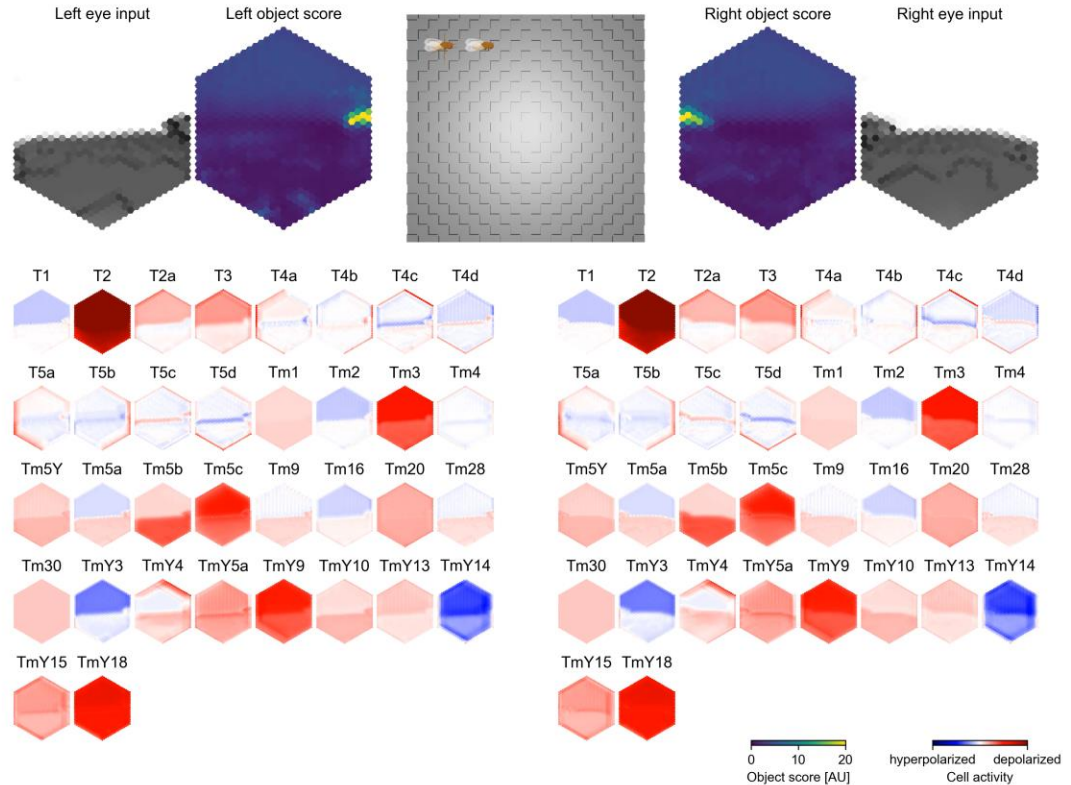 Left eye input Left object score Right object score Right eye input
T1 T2 T2a T3 T4a T4b T4c T4d T1 T2 T2a T3 T4a T4b T4c T4d
T5a T5b T5c T5d Tm1 Tm2 Tm3 Tm4 T5a T5b T5c T5d Tm1 Tm2 Tm3 Tm4
Tm5Y Tm5a Tm5b Tm5c Tm9 Tm16 Tm20 Tm28 Tm5Y Tm5a Tm5b Tm5c Tm9 Tm16 Tm20 Tm28
Tm30 TmY3 TmY4 TmY5a TmY9 TmY10 TmY13 TmY14 Tm30 TmY3 TmY4 TmY5a TmY9 TmY10 TmY13 TmY14
TmY15 TmY18 TmY15 TmY18
0 10 20 hyperpolarized depolarized
Object score [AU] Cell activity